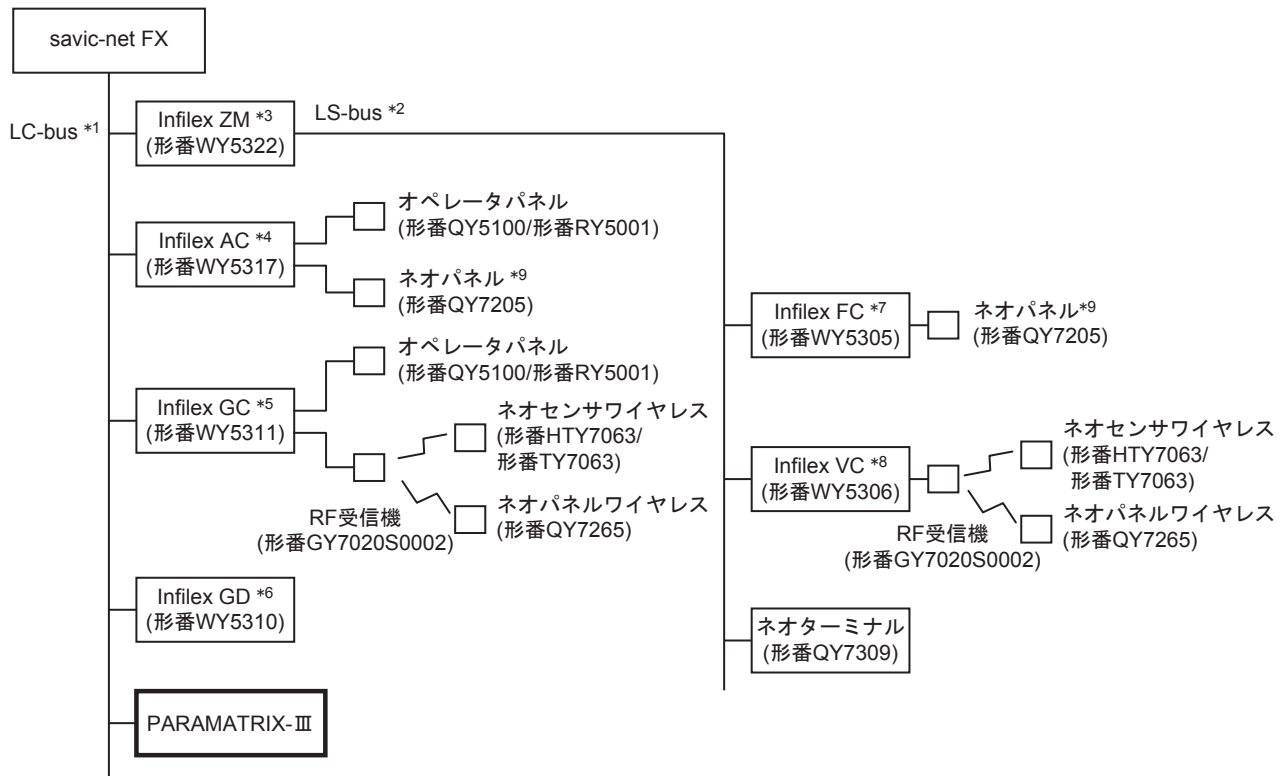 savic-net FX
LC-bus *1
Infilex ZM *3
(形番WY5322)
LS-bus *2
Infilex AC *4
(形番WY5317)
オペレータパネル
(形番QY5100/形番RY5001)
ネオパネル *9
(形番QY7205)
Infilex GC *5
(形番WY5311)
オペレータパネル
(形番QY5100/形番RY5001)
ネオセンサワイヤレス
(形番HTY7063/
形番TY7063)
ネオパネルワイヤレス
(形番QY7265)
RF受信機
(形番GY7020S0002)
Infilex GD *6
(形番WY5310)
PARAMATRIX-Ⅲ
Infilex FC *7
(形番WY5305)
ネオパネル*9
(形番QY7205)
Infilex VC *8
(形番WY5306)
ネオセンサワイヤレス
(形番HTY7063/
形番TY7063)
ネオパネルワイヤレス
(形番QY7265)
RF受信機
(形番GY7020S0002)
ネオターミナル
(形番QY7309)